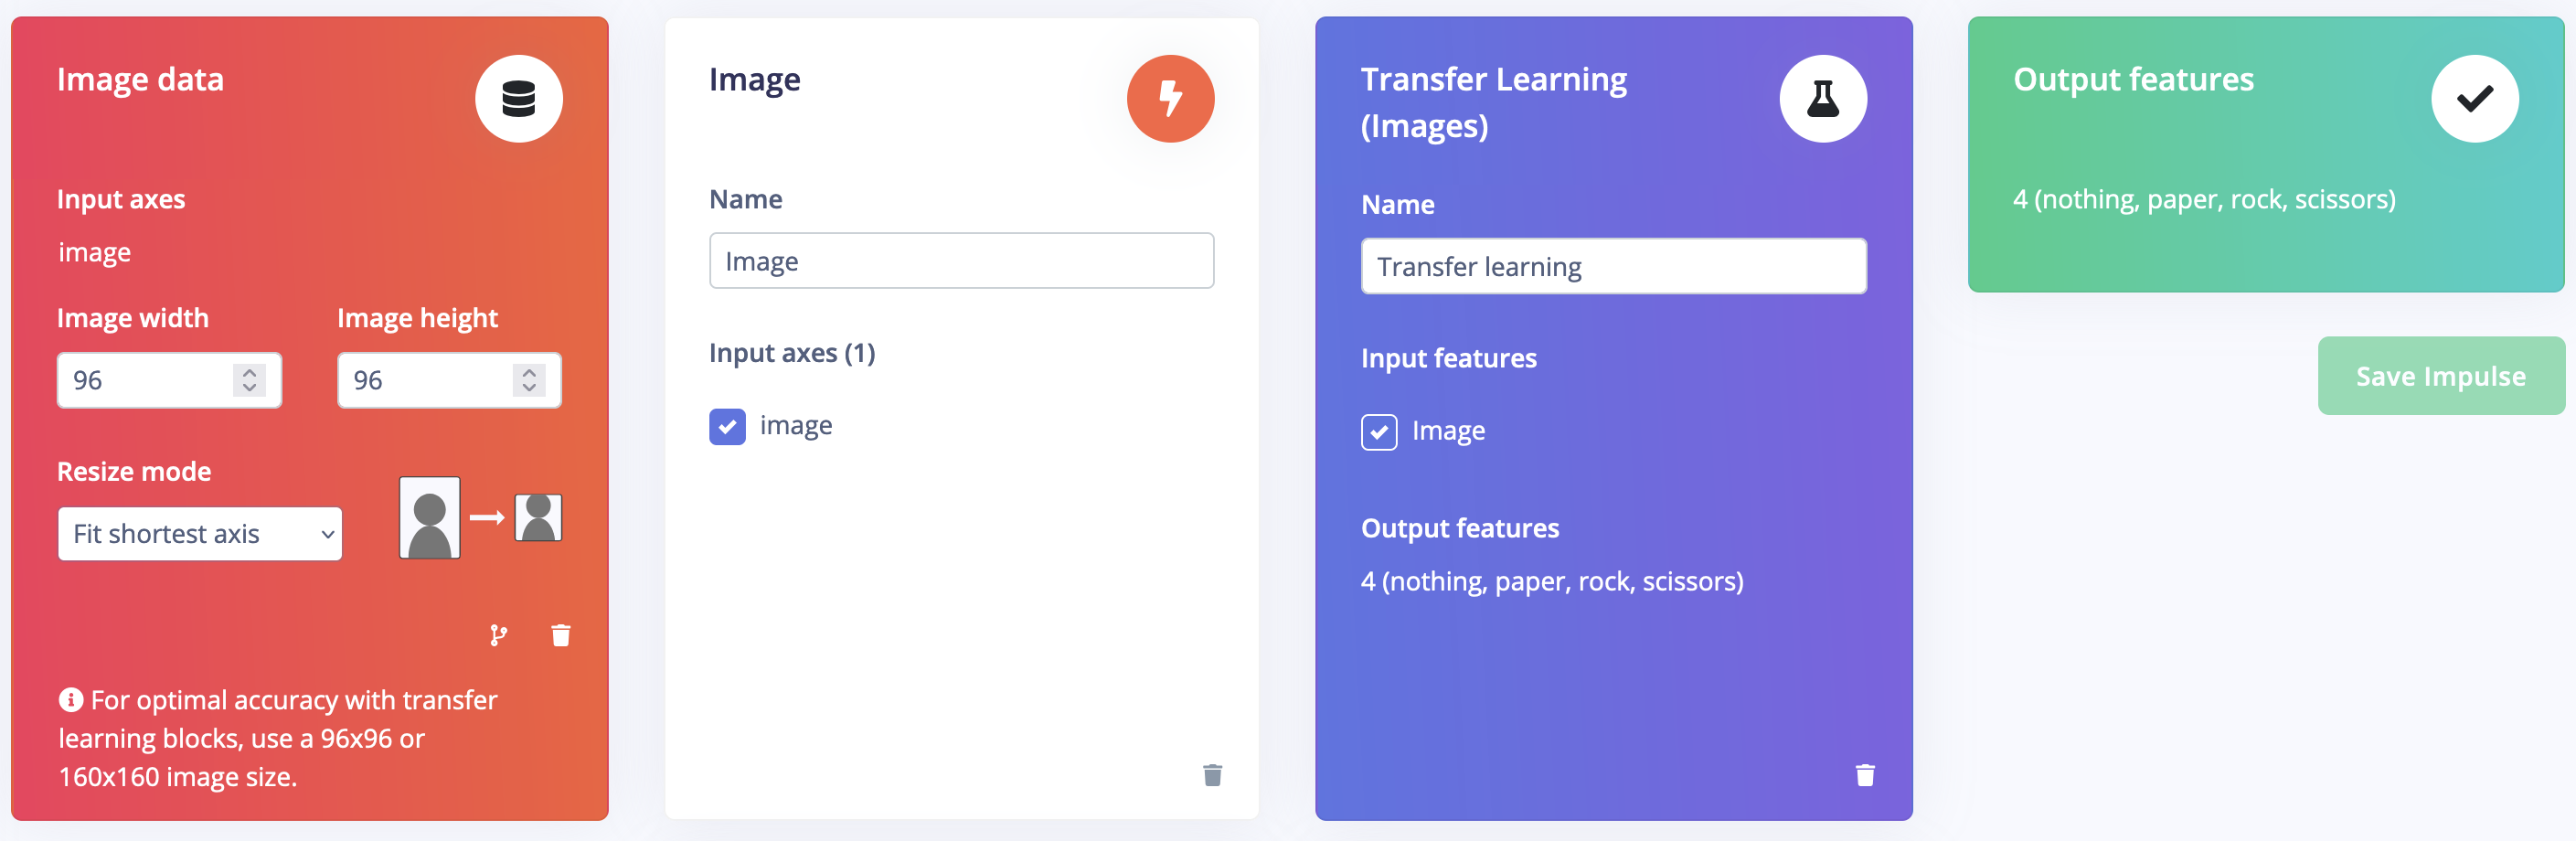 Image data
Input axes
image
Image width Image height
96 96
Resize mode
Fit shortest axis
For optimal accuracy with transfer
learning blocks, use a 96x96 or
160x160 image size.
Image
Name
Image
Input axes (1)
image
Transfer Learning
(Images)
Name
Transfer learning
Input features
Image
Output features
4 (nothing, paper, rock, scissors)
Output features
4 (nothing, paper, rock, scissors)
Save Impulse